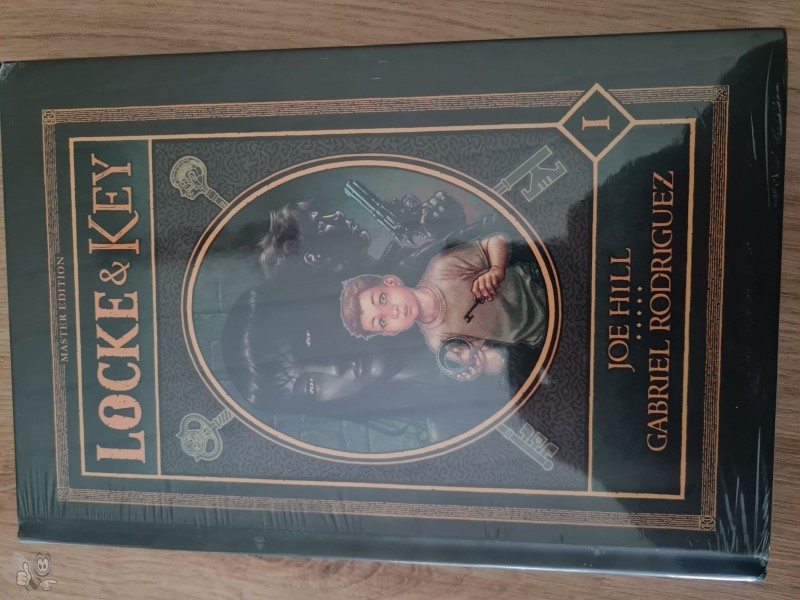 MASTER EDITION
LOCKE & KEY
I
JOE HILL
GABRIEL RODRIGUEZ